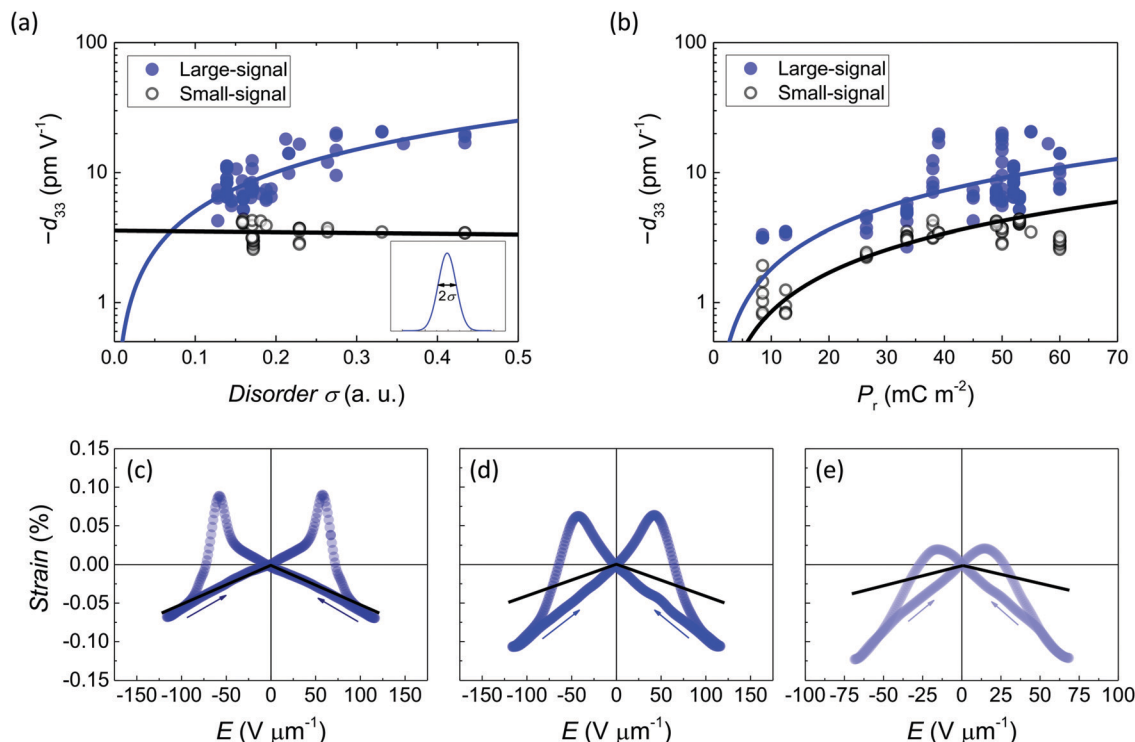 (a)
(b)
100
10
1
−d33 (pm V−1)
Large-signal
Small-signal
2σ
0.0 0.1 0.2 0.3 0.4 0.5
Disorder σ (a. u.)
100
10
1
−d33 (pm V−1)
Large-signal
Small-signal
0 10 20 30 40 50 60 70
Pr (mC m−2)
0.15
0.10
0.05
0.00
-0.05
-0.10
-0.15
Strain (%)
(c)
(d)
(e)
-150 -100 -50 0 50 100 150
-150 -100 -50 0 50 100 150
-100 -75 -50 -25 0 25 50 75 100
E (V μm−1)
E (V μm−1)
E (V μm−1)